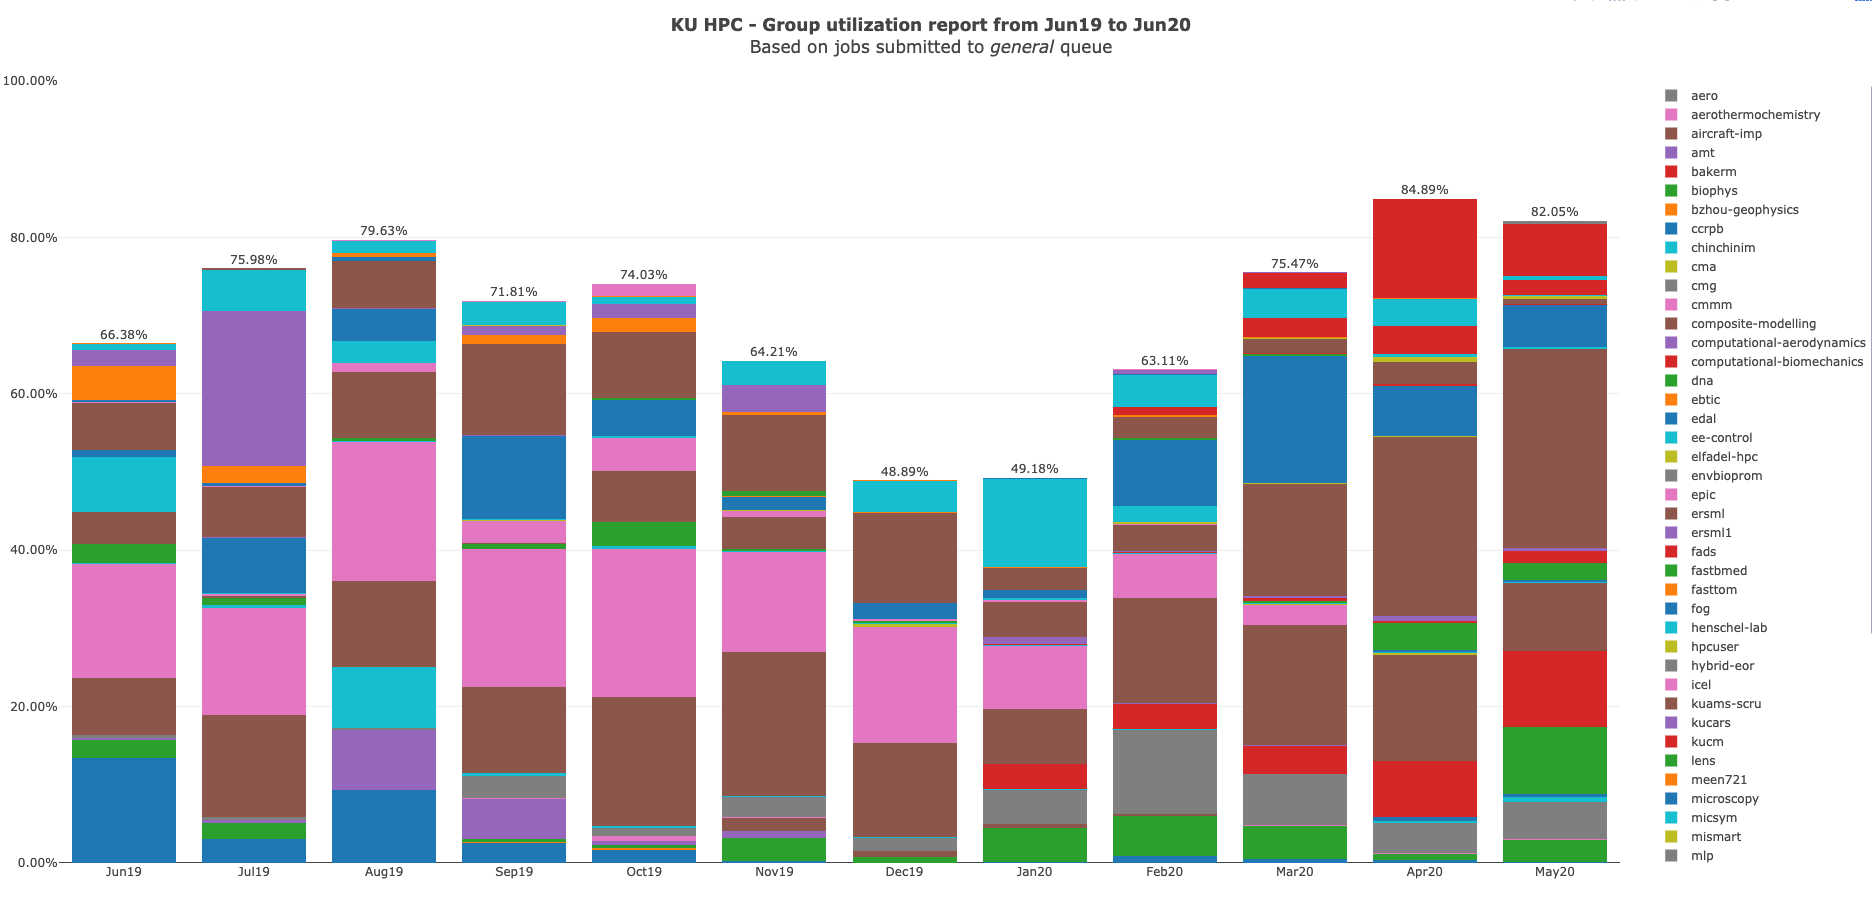 KU HPC - Group utilization report from Jun19 to Jun20
Based on jobs submitted to general queue
100.00%
80.00%
60.00%
40.00%
20.00%
0.00%
66.38%
75.98%
79.63%
71.81%
74.03%
64.21%
48.89%
49.18%
63.11%
75.47%
84.89%
82.05%
Jun19
Jul19
Aug19
Sep19
Oct19
Nov19
Dec19
Jan20
Feb20
Mar20
Apr20
May20
aero
aerothermochemistry
aircraft-imp
amt
bakerm
biophys
bzhou-geophysics
ccrpb
chinchinim
cma
cmg
cmmm
composite-modelling
computational-aerodynamics
computational-biomechanics
dna
ebtic
edal
ee-control
elfadel-hpc
envbioprom
epic
ersml
ersml1
fads
fastbmed
fasttom
fog
henschel-lab
hpcuser
hybrid-eor
icel
kuams-scru
kucars
kucm
lens
meen721
microscopy
micsym
mismart
mlp